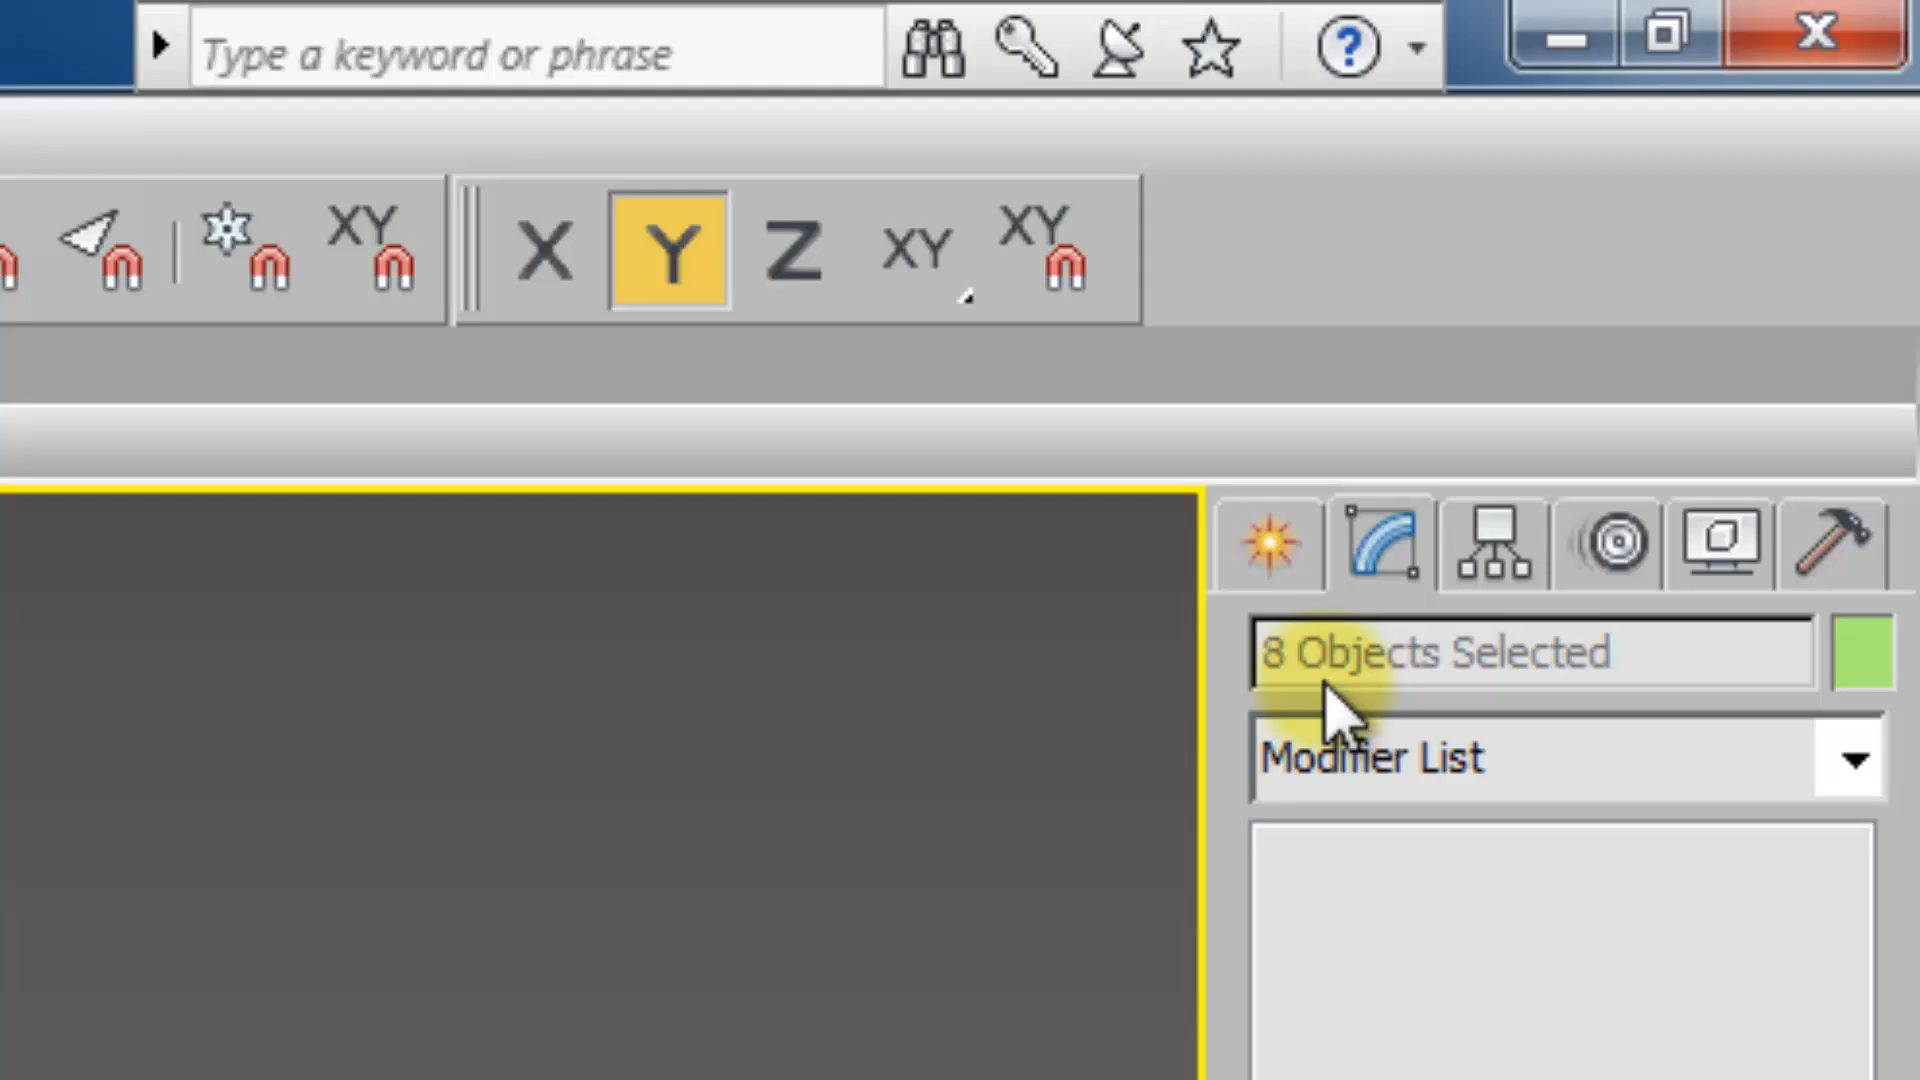 Type a keyword or phrase
XY X Y Z XY XY
8 Objects Selected
Modifier List